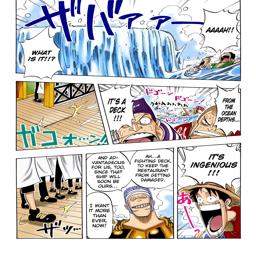 ザバァァー
AAAAH!!
WHAT
IS IT!!?
FROM
THE
OCEAN
DEPTHS...
IT'S A
DECK
!!!
ガコォ…ン…!!
IT'S
INGENIOUS
!!!
AH...A
FIGHTING DECK,
TO KEEP THE
RESTAURANT FROM
GETTING DAMAGED.
AND AD-
VANTAGEOUS
FOR US, TOO,
SINCE THAT
SHIP WILL
SOON BE
OURS...
I WANT
IT MORE
THAN
EVER,
NOW!
ザッ…